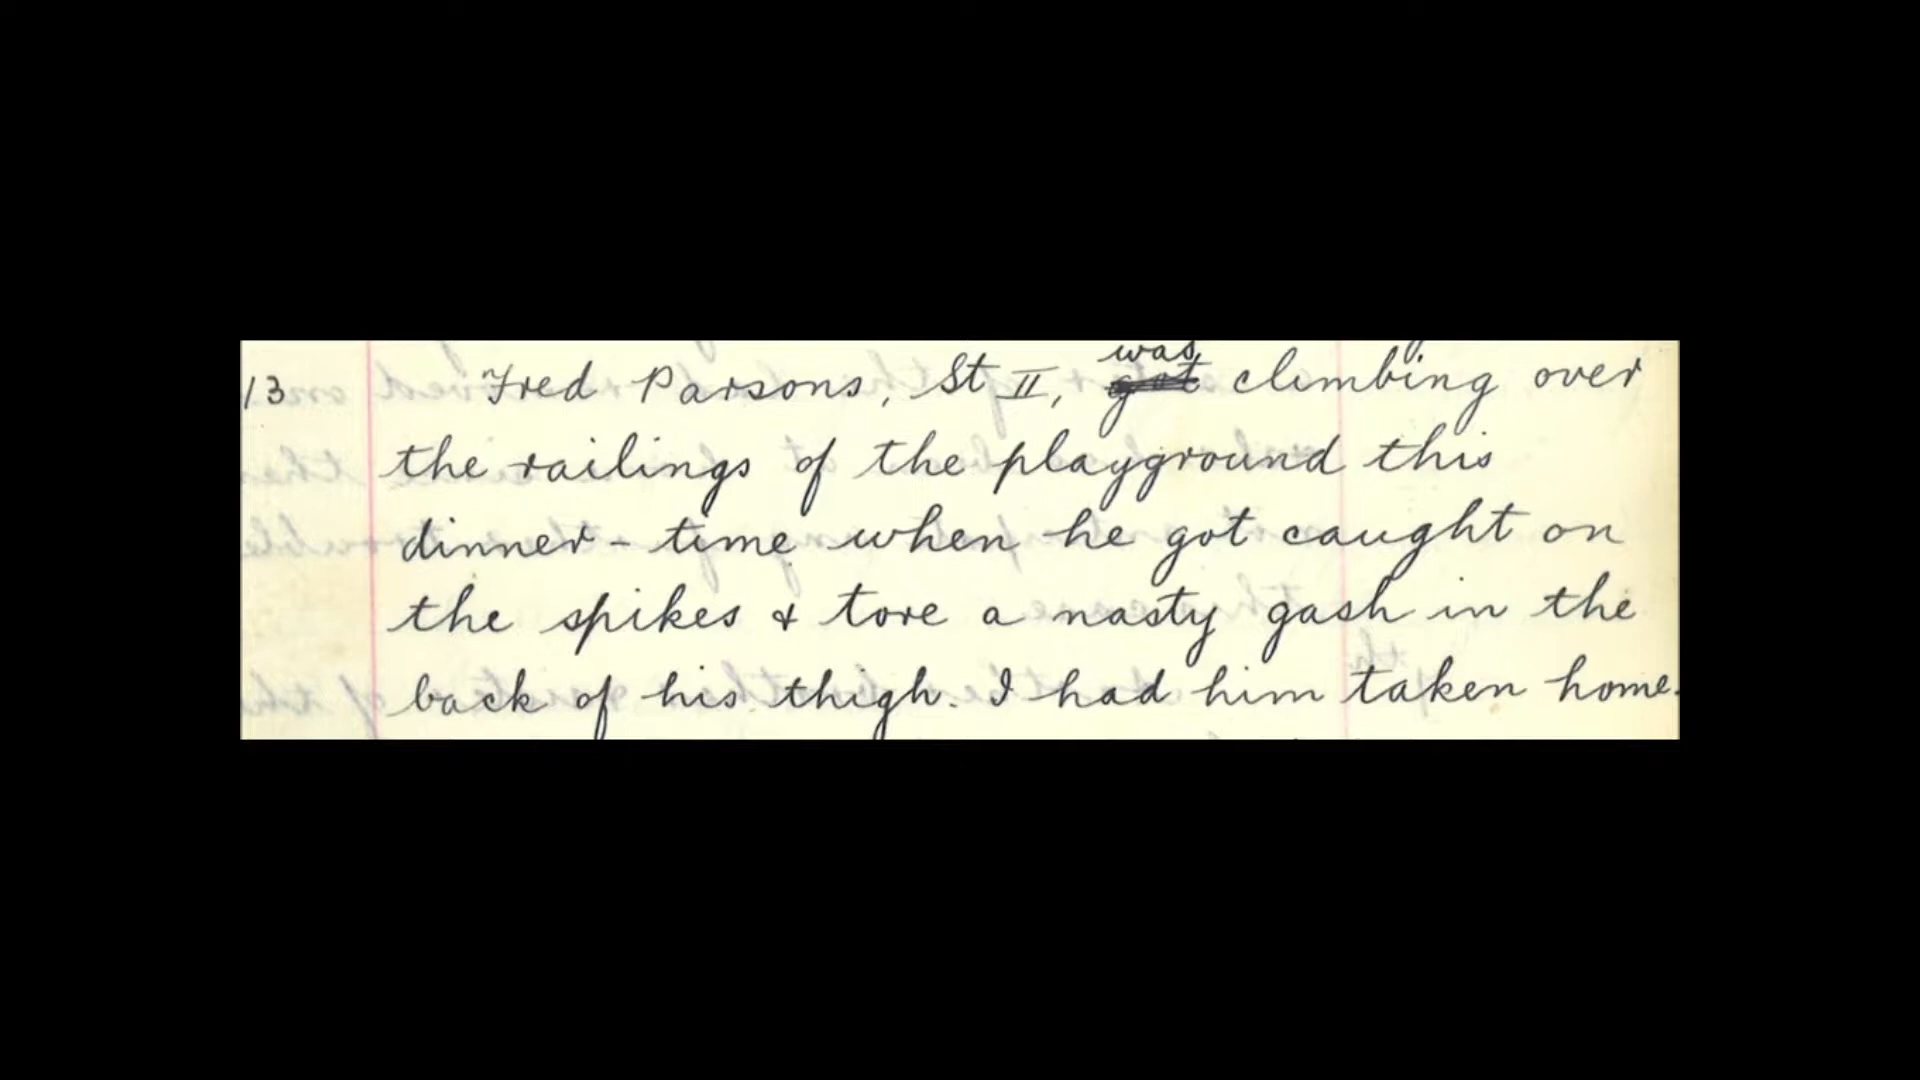 was
13 Fred Parsons, St II, got climbing over
the railings of the playground this
dinner - time when he got caught on
the spikes & tore a nasty gash in the
back of his thigh. I had him taken home.